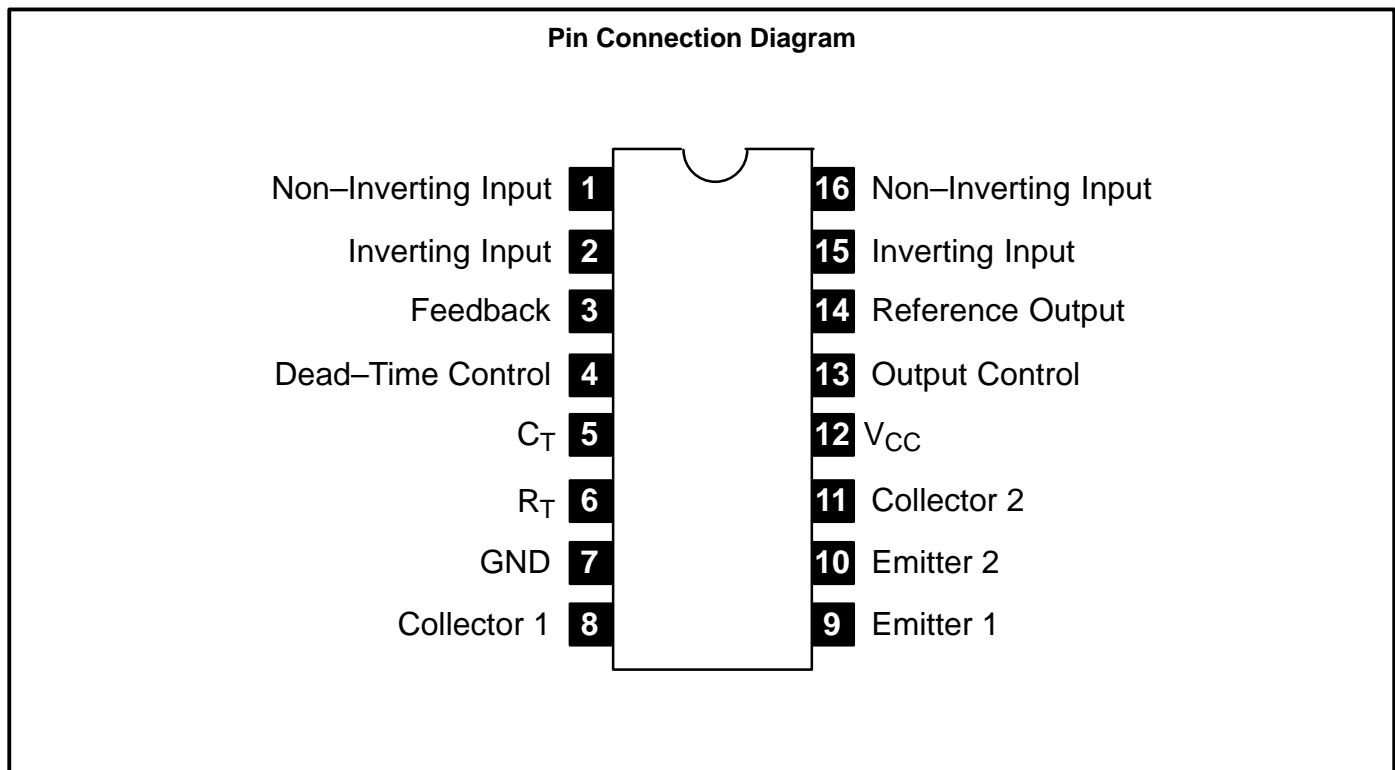 Pin Connection Diagram
Non–Inverting Input 1 16 Non–Inverting Input
Inverting Input 2 15 Inverting Input
Feedback 3 14 Reference Output
Dead–Time Control 4 13 Output Control
CT 5 12 VCC
RT 6 11 Collector 2
GND 7 10 Emitter 2
Collector 1 8 9 Emitter 1